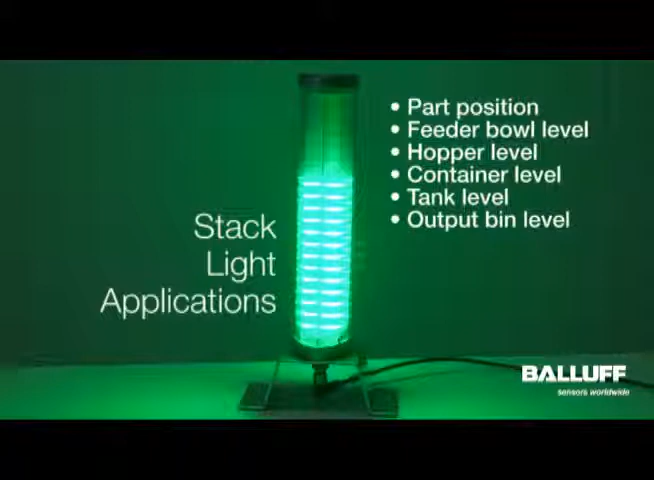 Stack
Light
Applications
• Part position
• Feeder bowl level
• Hopper level
• Container level
• Tank level
• Output bin level
BALLUFF
sensors worldwide